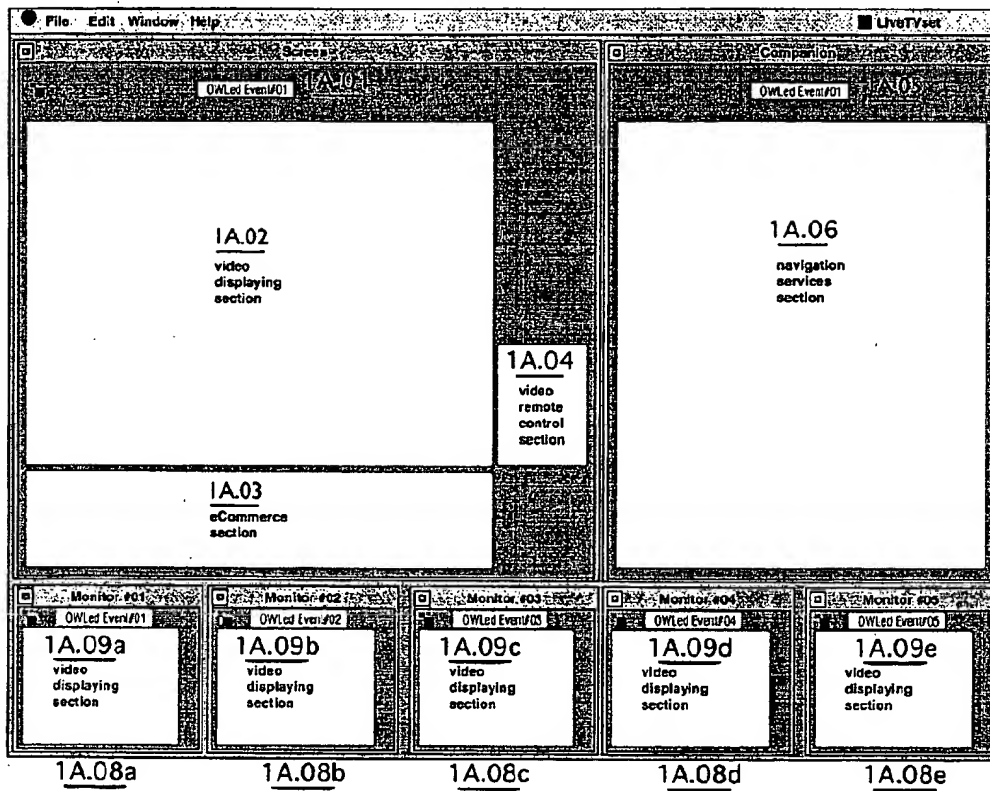 File Edit Window Help LiveTVset
Screen Companion
OWLed Event#01 1A.01 OWLed Event#01 1A.05
1A.02
video
displaying
section
1A.06
navigation
services
section
1A.04
video
remote
control
section
1A.03
eCommerce
section
Monitor #01 Monitor #02 Monitor #03 Monitor #04 Monitor #05
OWLed Event#01 OWLed Event#02 OWLed Event#03 OWLed Event#04 OWLed Event#05
1A.09a 1A.09b 1A.09c 1A.09d 1A.09e
video video video video video
displaying displaying displaying displaying displaying
section section section section section
1A.08a 1A.08b 1A.08c 1A.08d 1A.08e